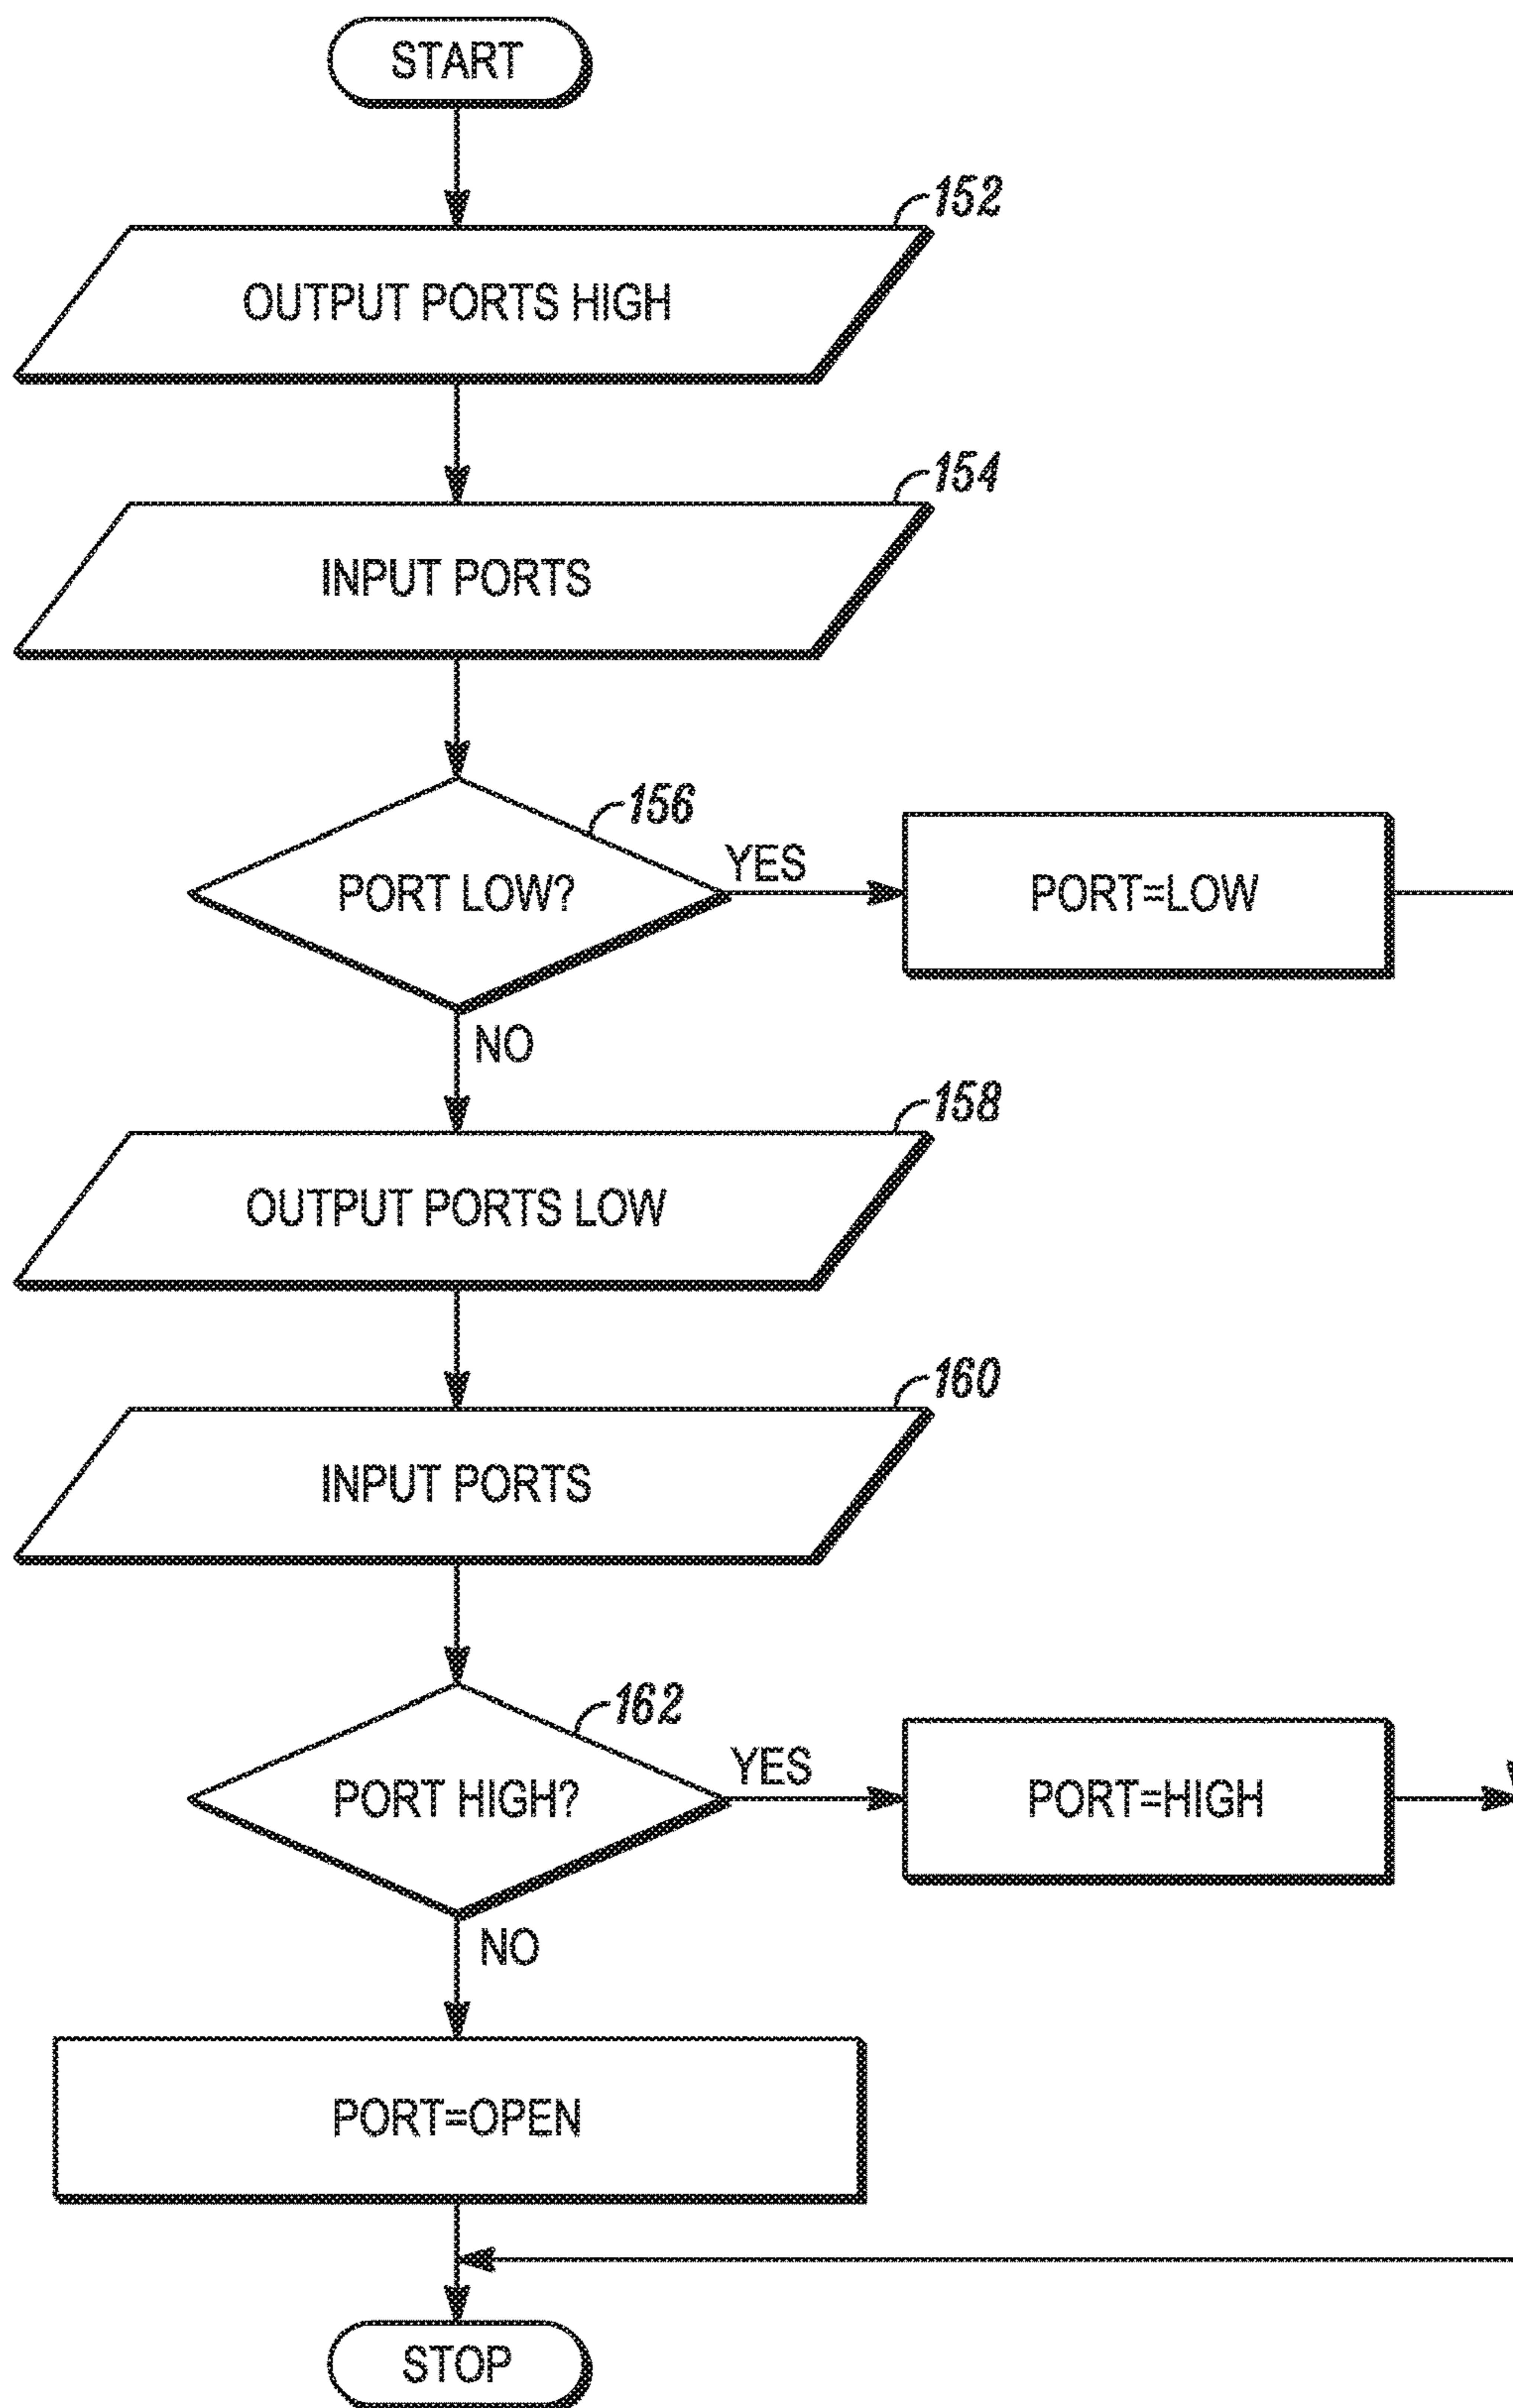 START
152
OUTPUT PORTS HIGH
154
INPUT PORTS
156
PORT LOW?
YES
PORT=LOW
NO
158
OUTPUT PORTS LOW
160
INPUT PORTS
162
PORT HIGH?
YES
PORT=HIGH
NO
PORT=OPEN
STOP